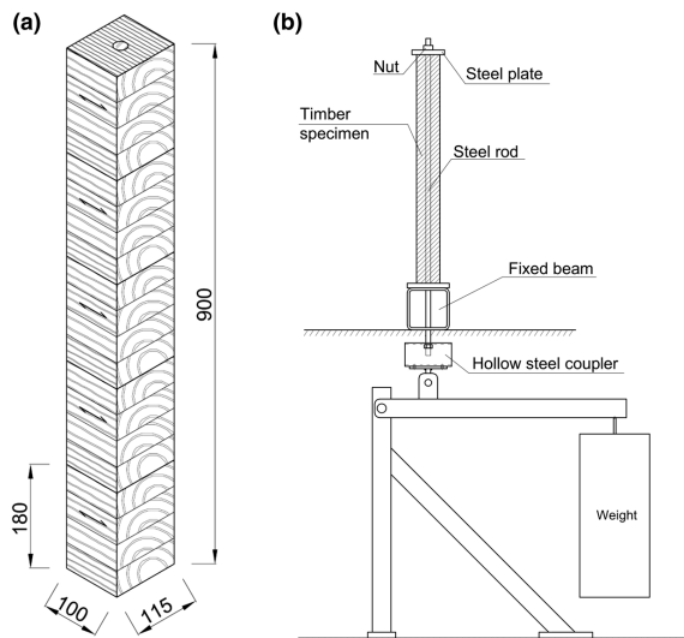 (a)
900
180
100
115
(b)
Nut
Steel plate
Timber
specimen
Steel rod
Fixed beam
Hollow steel coupler
Weight